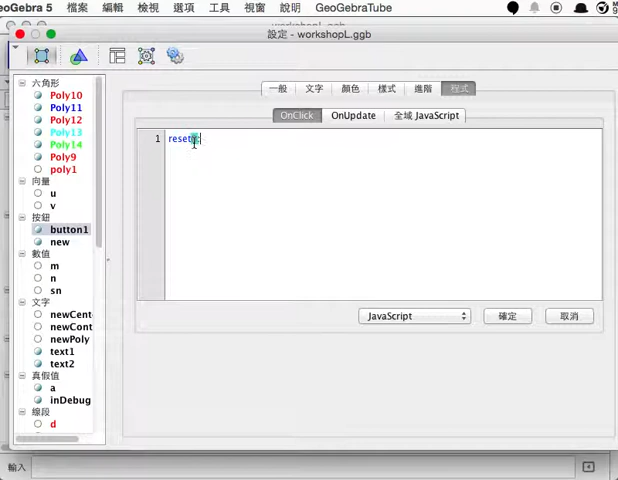 eoGebra 5 檔案 編輯 檢視 選項 工具 視窗 說明 GeoGebraTube
workshopL.ggb
設定 - workshopL.ggb
一般 文字 顏色 樣式 進階 程式
OnClick OnUpdate 全域 JavaScript
1 reset
六角形
Poly10
Poly11
Poly12
Poly13
Poly14
Poly9
poly1
向量
u
v
按鈕
button1
new
數值
m
n
sn
文字
newCent
newCont
newPoly
text1
text2
真假值
a
inDebug
線段
d
JavaScript 確定 取消
輸入